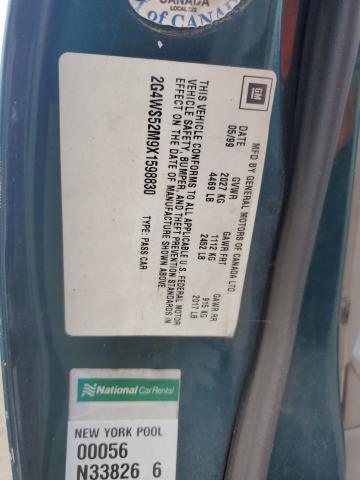 CANADA
LOCAL
of CANADA
GM
MFD BY GENERAL MOTORS OF CANADA LTD
DATE GVWR GAWR FRT GAWR RR
05/99 2027 KG 1112 KG 915 KG
4469 LB 2452 LB 2017 LB
THIS VEHICLE CONFORMS TO ALL APPLICABLE U.S. FEDERAL MOTOR
VEHICLE SAFETY, BUMPER, AND THEFT PREVENTION STANDARDS IN
EFFECT ON THE DATE OF MANUFACTURE SHOWN ABOVE.
2G4WS52M9X1598830 TYPE: PASS CAR
National Car Rental
NEW YORK POOL
00056
N33826 6